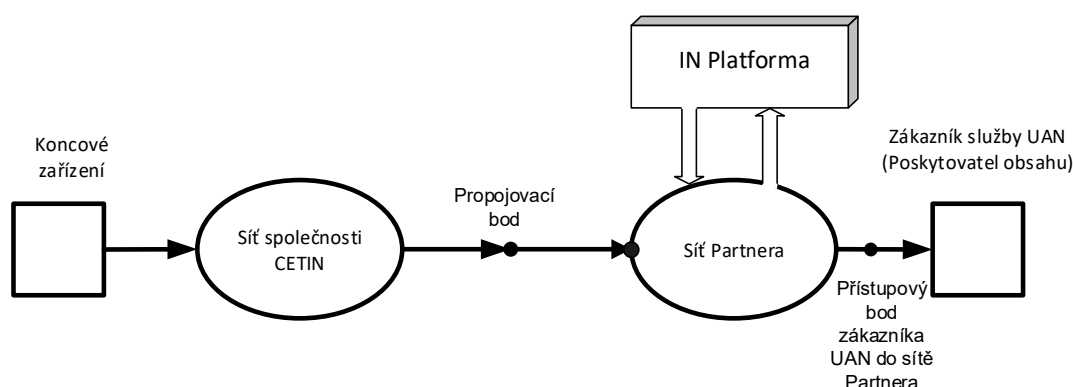 IN Platforma
Koncové
zařízení
Zákazník služby UAN
(Poskytovatel obsahu)
Propojovací
bod
Síť společnosti
CETIN
Síť Partnera
Přístupový
bod
zákazníka
UAN do sítě
Partnera